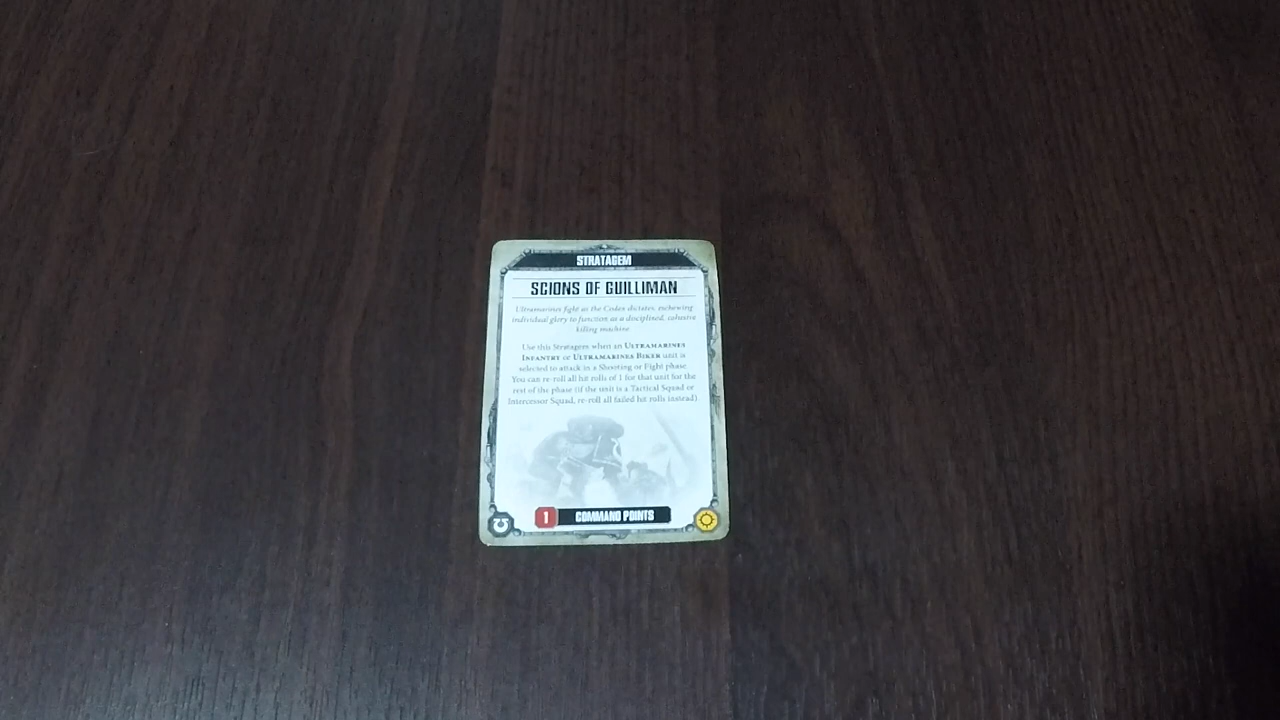 STRATAGEM
SCIONS OF GUILLIMAN
Ultramarines fight as the Codex dictates, eschewing
individual glory to function as a disciplined, cohesive
killing machine.
Use this Stratagem when an ULTRAMARINES
INFANTRY or ULTRAMARINES BIKER unit is
selected to attack in a Shooting or Fight phase.
You can re-roll all hit rolls of 1 for that unit for the
rest of the phase (if the unit is a Tactical Squad or
Intercessor Squad, re-roll all failed hit rolls instead).
1 COMMAND POINTS